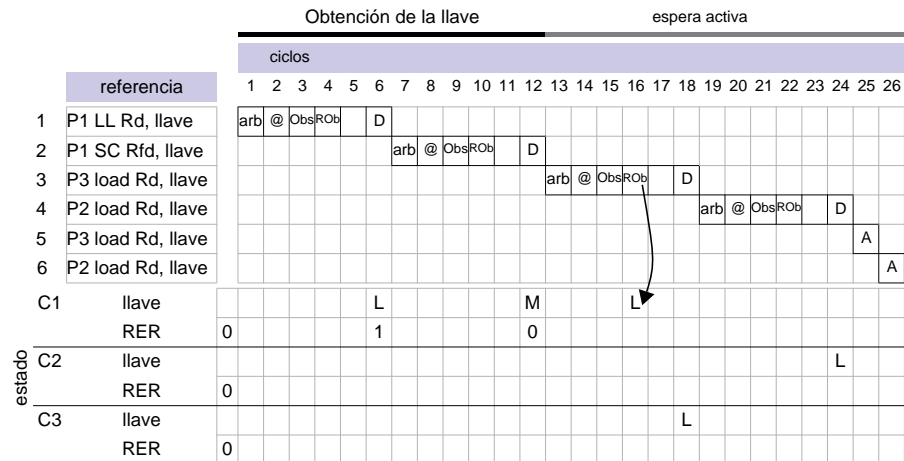 Obtención de la llave espera activa
ciclos
referencia 1 2 3 4 5 6 7 8 9 10 11 12 13 14 15 16 17 18 19 20 21 22 23 24 25 26
1 P1 LL Rd, llave arb @ Obs ROb D
2 P1 SC Rfd, llave arb @ Obs ROb D
3 P3 load Rd, llave arb @ Obs ROb D
4 P2 load Rd, llave arb @ Obs ROb D
5 P3 load Rd, llave A
6 P2 load Rd, llave A
C1 llave L M L
RER 0 1 0
estado
C2 llave L
RER 0
C3 llave L
RER 0